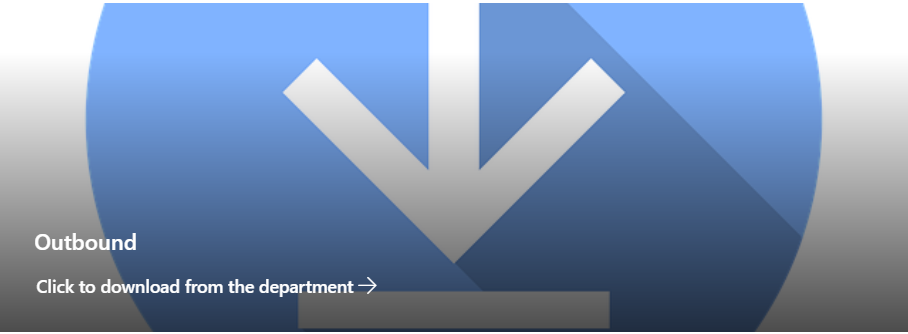 Outbound
Click to download from the department →